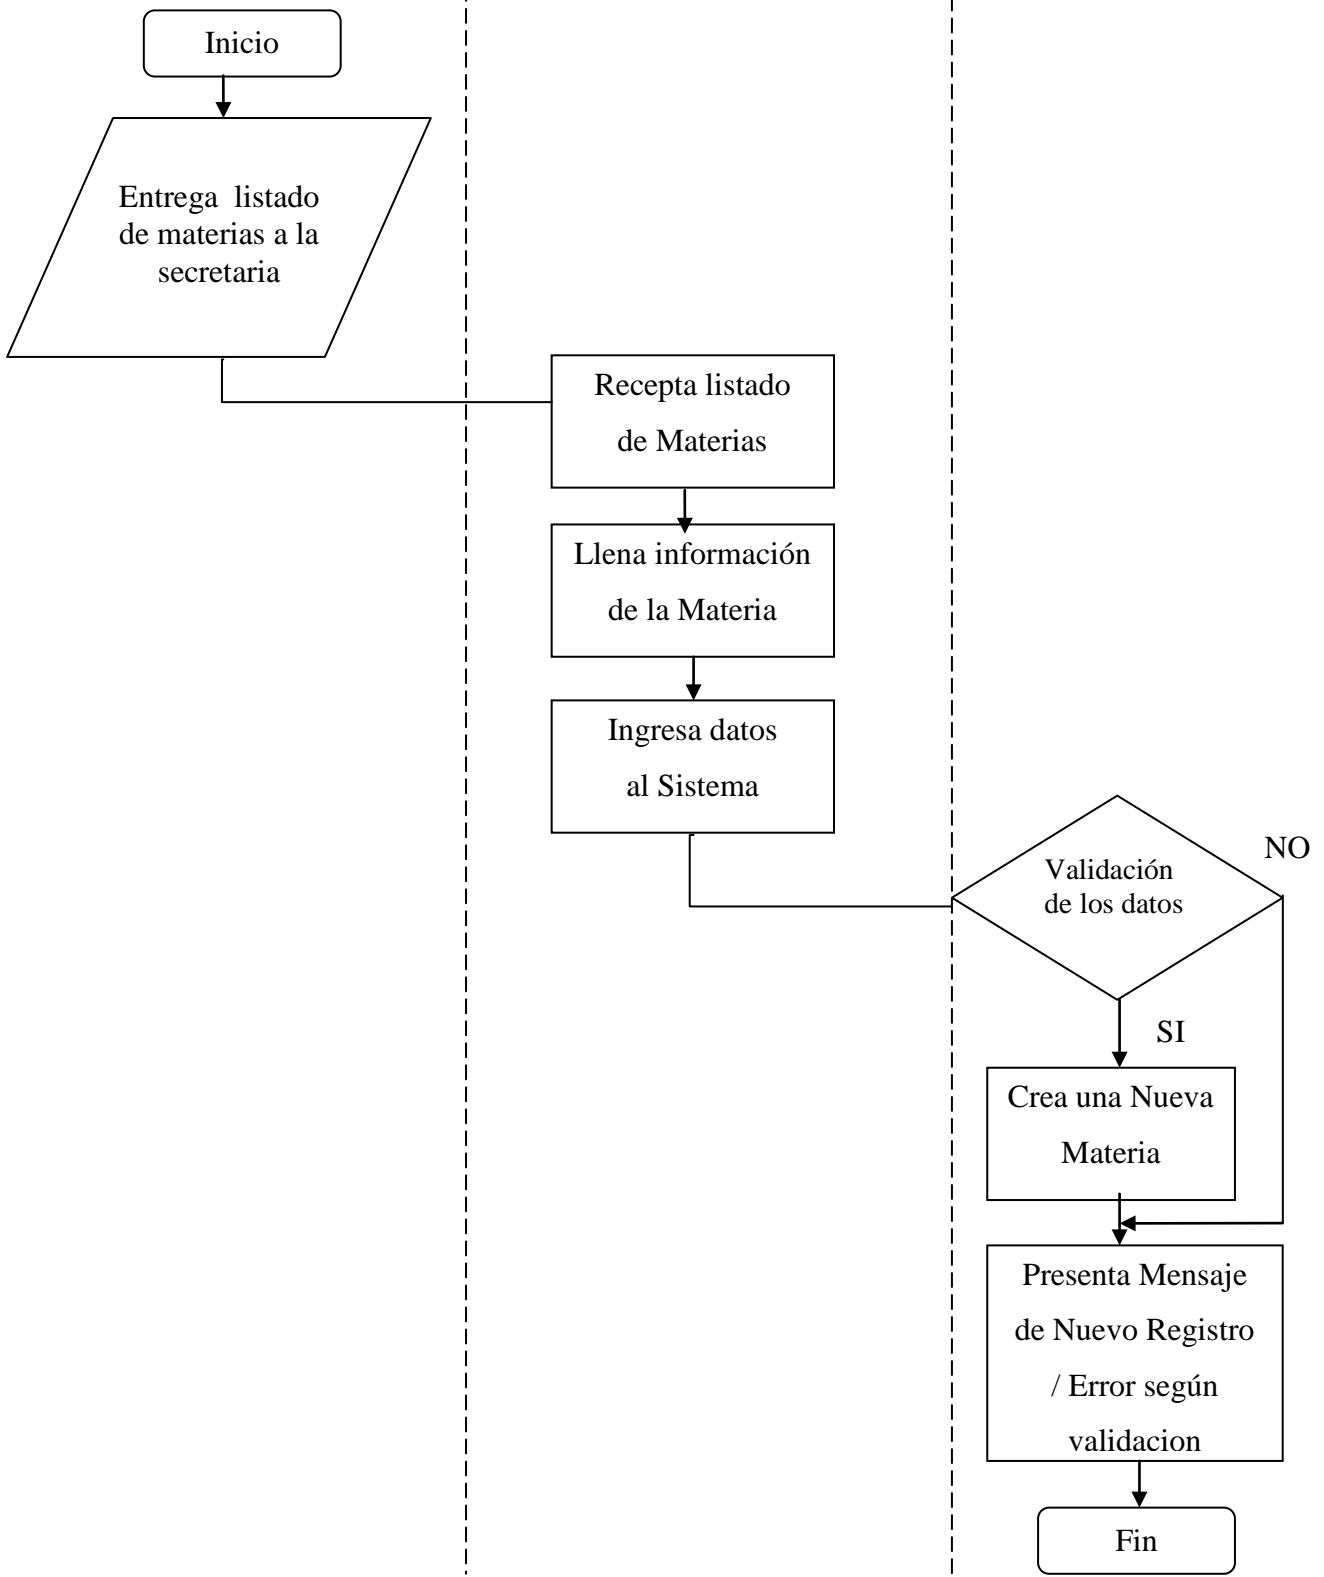 Inicio
Entrega listado
de materias a la
secretaria
Recepta listado
de Materias
Llena información
de la Materia
Ingresa datos
al Sistema
Validación
de los datos
NO
SI
Crea una Nueva
Materia
Presenta Mensaje
de Nuevo Registro
/ Error según
validacion
Fin